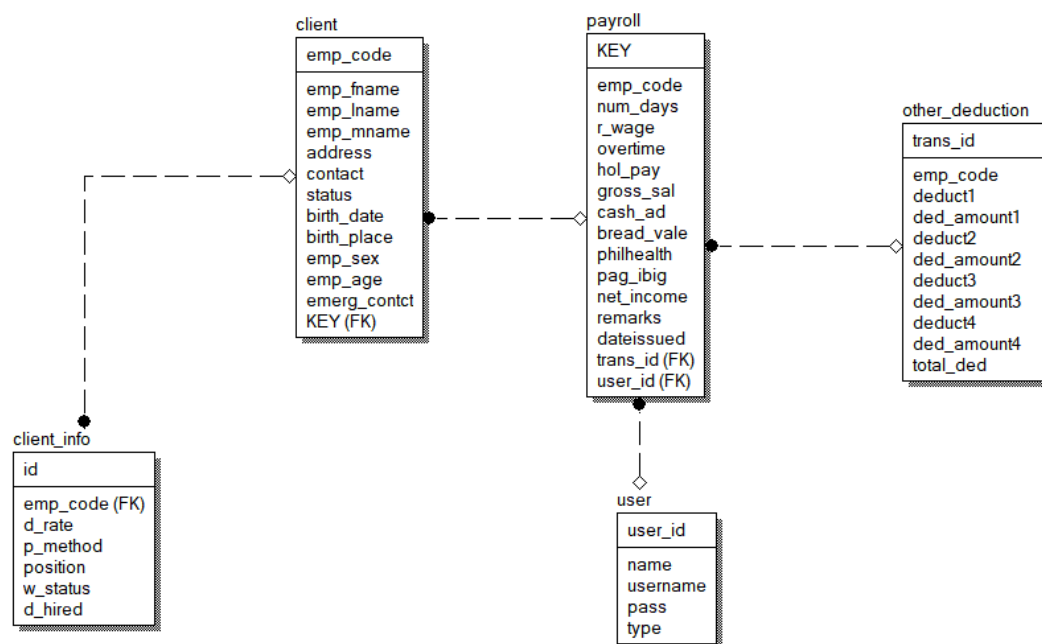 client
emp_code
emp_fname
emp_lname
emp_mname
address
contact
status
birth_date
birth_place
emp_sex
emp_age
emerg_contct
KEY (FK)
payroll
KEY
emp_code
num_days
r_wage
overtime
hol_pay
gross_sal
cash_ad
bread_vale
philhealth
pag_ibig
net_income
remarks
dateissued
trans_id (FK)
user_id (FK)
other_deduction
trans_id
emp_code
deduct1
ded_amount1
deduct2
ded_amount2
deduct3
ded_amount3
deduct4
ded_amount4
total_ded
client_info
id
emp_code (FK)
d_rate
p_method
position
w_status
d_hired
user
user_id
name
username
pass
type